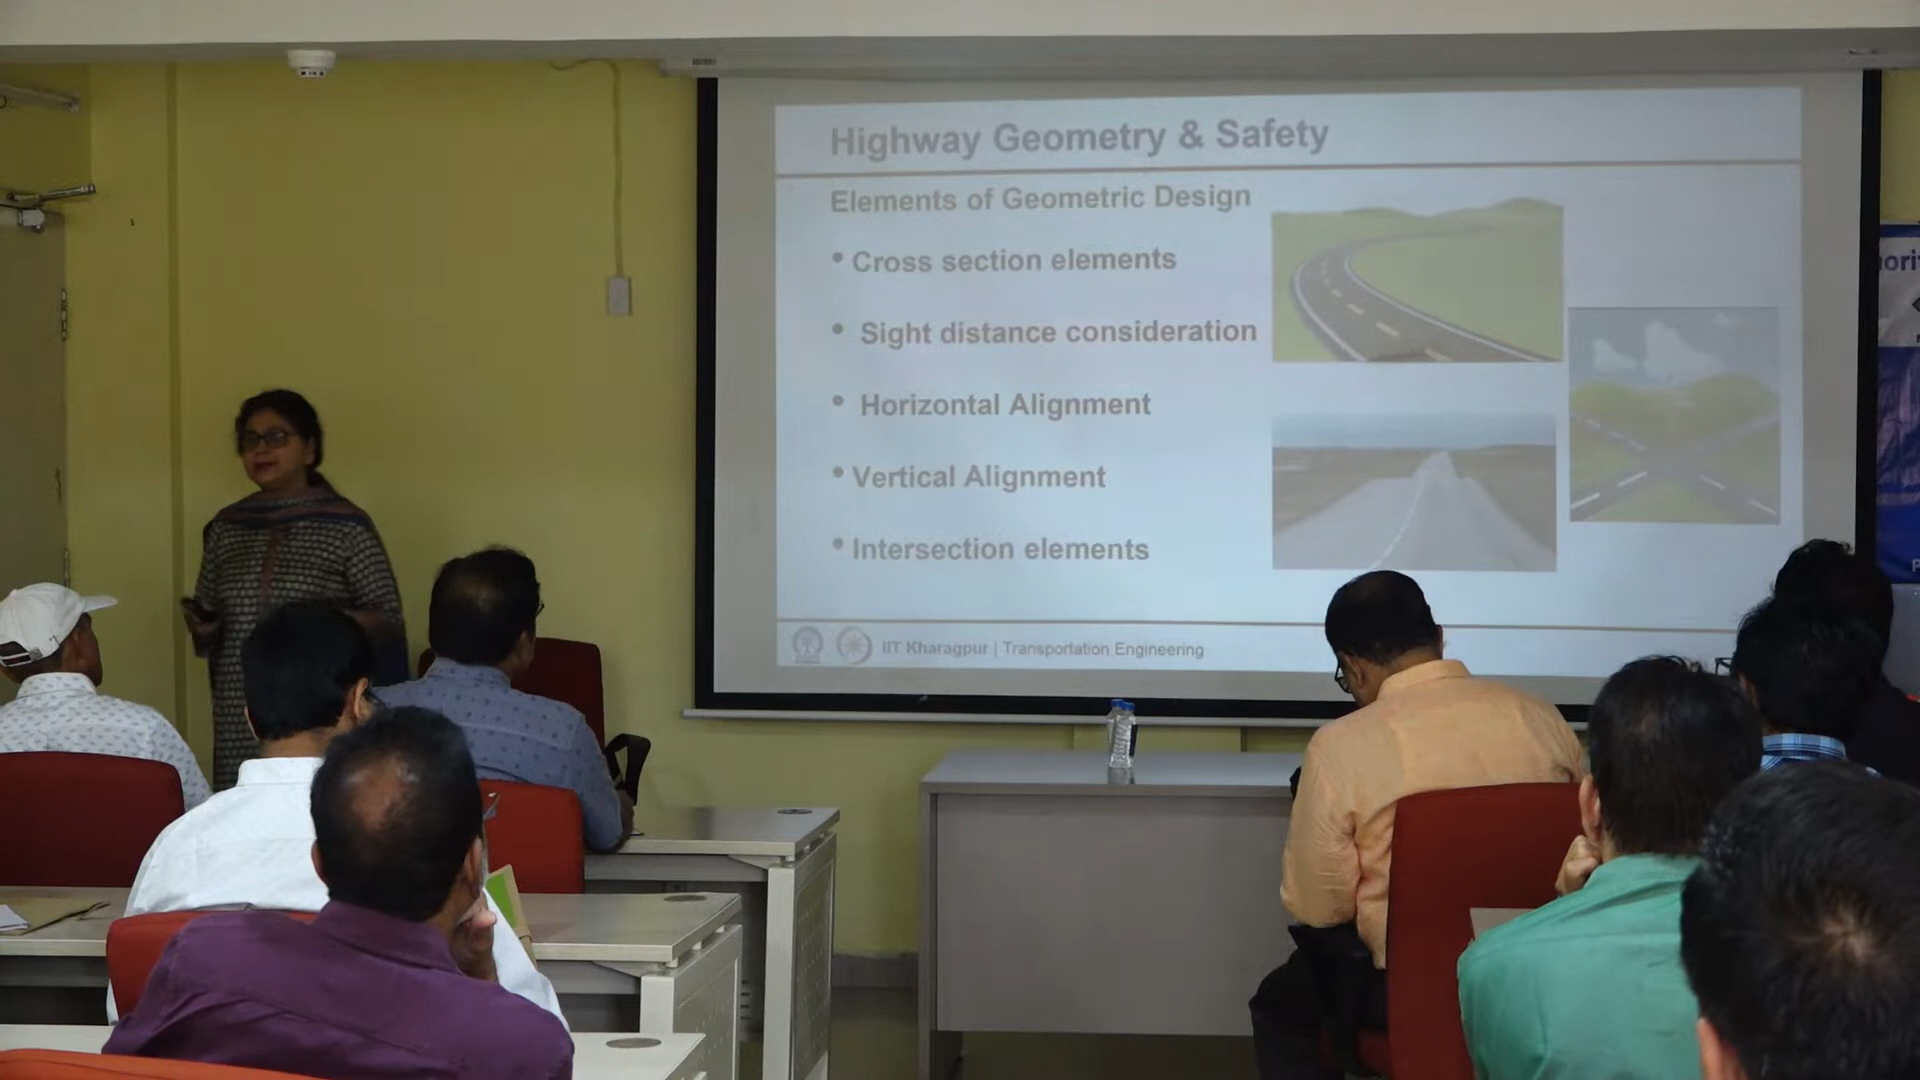 Highway Geometry & Safety
Elements of Geometric Design
• Cross section elements
• Sight distance consideration
• Horizontal Alignment
• Vertical Alignment
• Intersection elements
IIT Kharagpur | Transportation Engineering